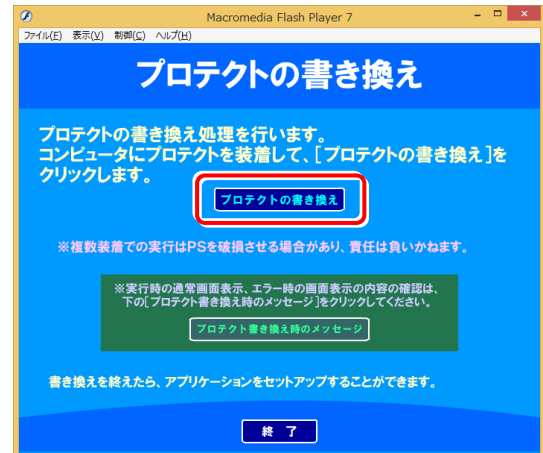 Macromedia Flash Player 7
ファイル(F) 表示(V) 制御(C) ヘルプ(H)
プロテクトの書き換え
プロテクトの書き換え処理を行います。
コンピュータにプロテクトを装着して、［プロテクトの書き換え］を
クリックします。
プロテクトの書き換え
※複数装着での実行はPSを破損させる場合があり、責任は負いかねます。
※実行時の通常画面表示、エラー時の画面表示の内容の確認は、
下の［プロテクト書き換え時のメッセージ］をクリックしてください。
プロテクト書き換え時のメッセージ
書き換えを終えたら、アプリケーションをセットアップすることができます。
終 了